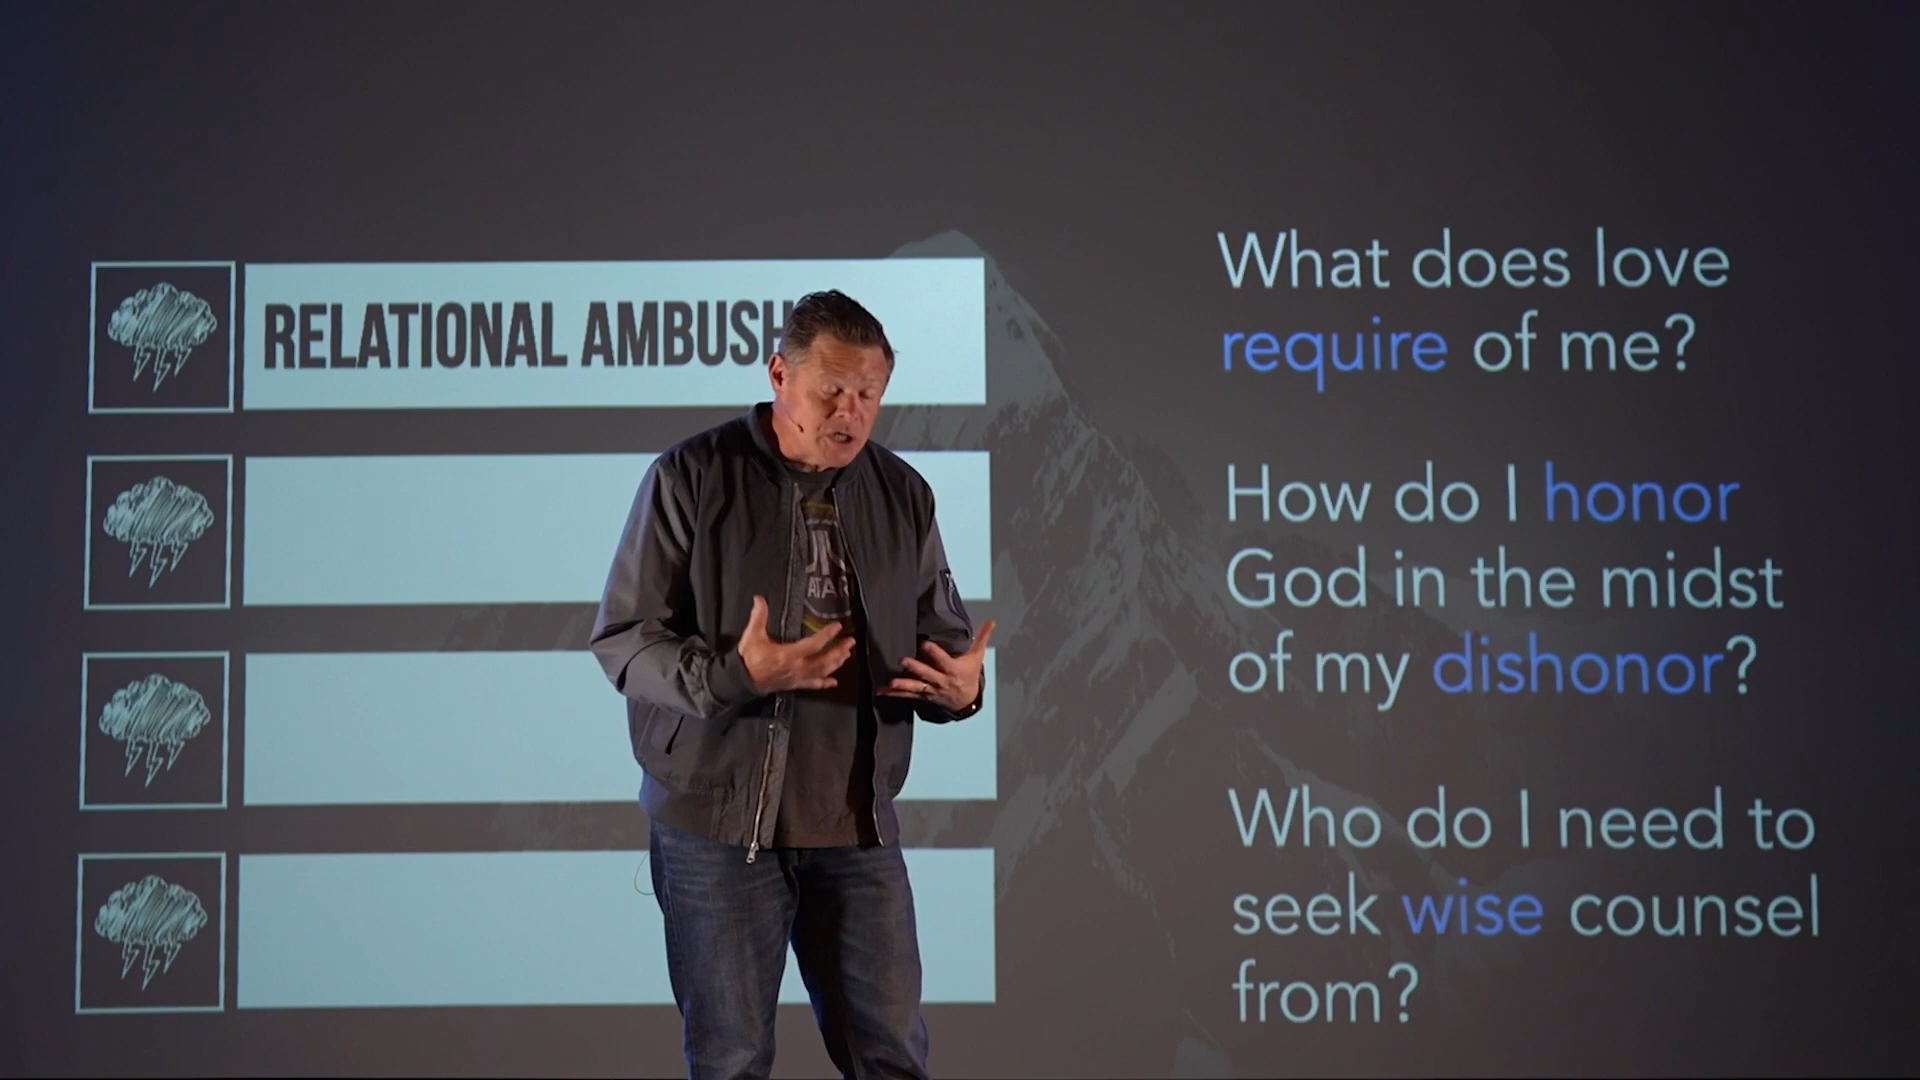 RELATIONAL AMBUSH
What does love
require of me?
How do I honor
God in the midst
of my dishonor?
Who do I need to
seek wise counsel
from?